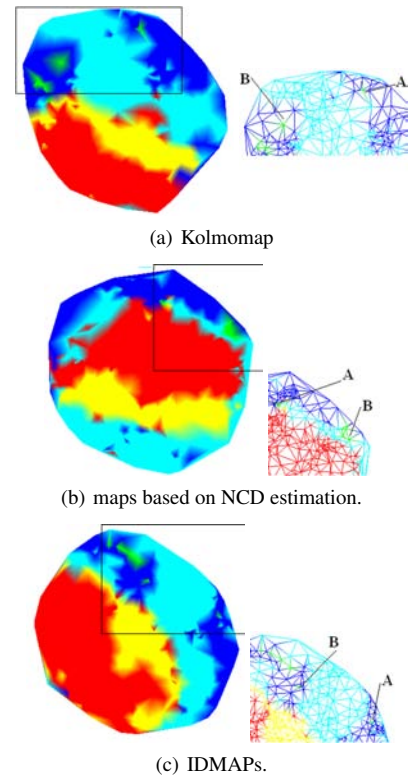 B
A
(a) Kolmomap
A
B
(b) maps based on NCD estimation.
B
A
(c) IDMAPs.